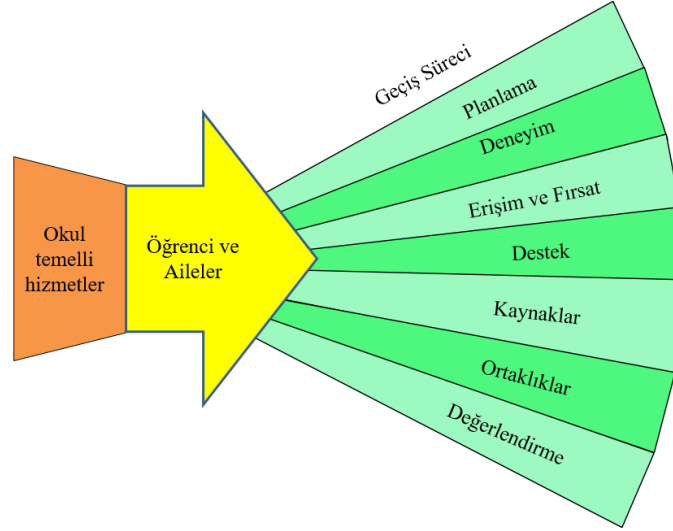 Okul
temelli
hizmetler
Öğrenci ve
Aileler
Geçiş Süreci
Planlama
Deneyim
Erişim ve Fırsat
Destek
Kaynaklar
Ortaklıklar
Değerlendirme